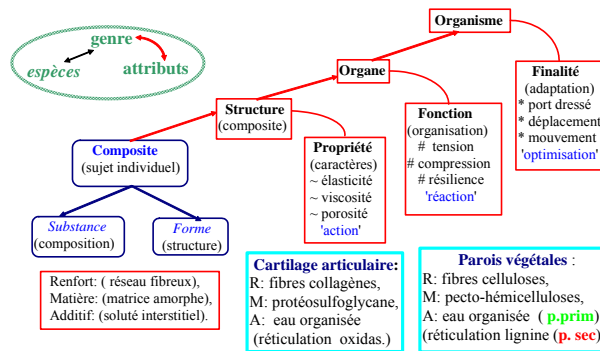 genre
espèces
attributs
Organisme
Organe
Structure
(composite)
Composite
(sujet individuel)
Substance
(composition)
Forme
(structure)
Propriété
(caractères)
~ élasticité
~ viscosité
~ porosité
'action'
Fonction
(organisation)
# tension
# compression
# résilience
'réaction'
Finalité
(adaptation)
* port dressé
* déplacement
* mouvement
'optimisation'
Renfort: ( réseau fibreux),
Matière: (matrice amorphe),
Additif: (soluté interstitiel).
Cartilage articulaire:
R: fibres collagènes,
M: protéosulfoglycane,
A: eau organisée
(réticulation oxidas.)
Parois végétales :
R: fibres celluloses,
M: pecto-hémicelluloses,
A: eau organisée ( p.prim)
(réticulation lignine (p. sec)